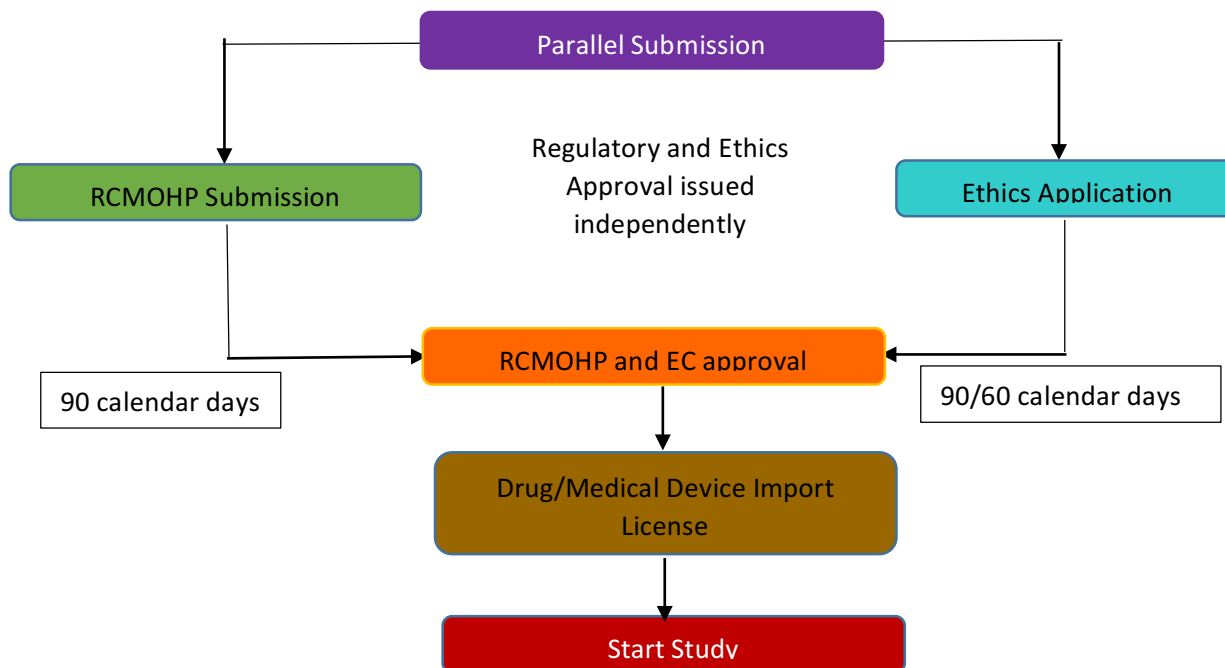 Parallel Submission
Regulatory and Ethics
Approval issued
independently
RCMOHP Submission
Ethics Application
RCMOHP and EC approval
90 calendar days
90/60 calendar days
Drug/Medical Device Import
License
Start Study